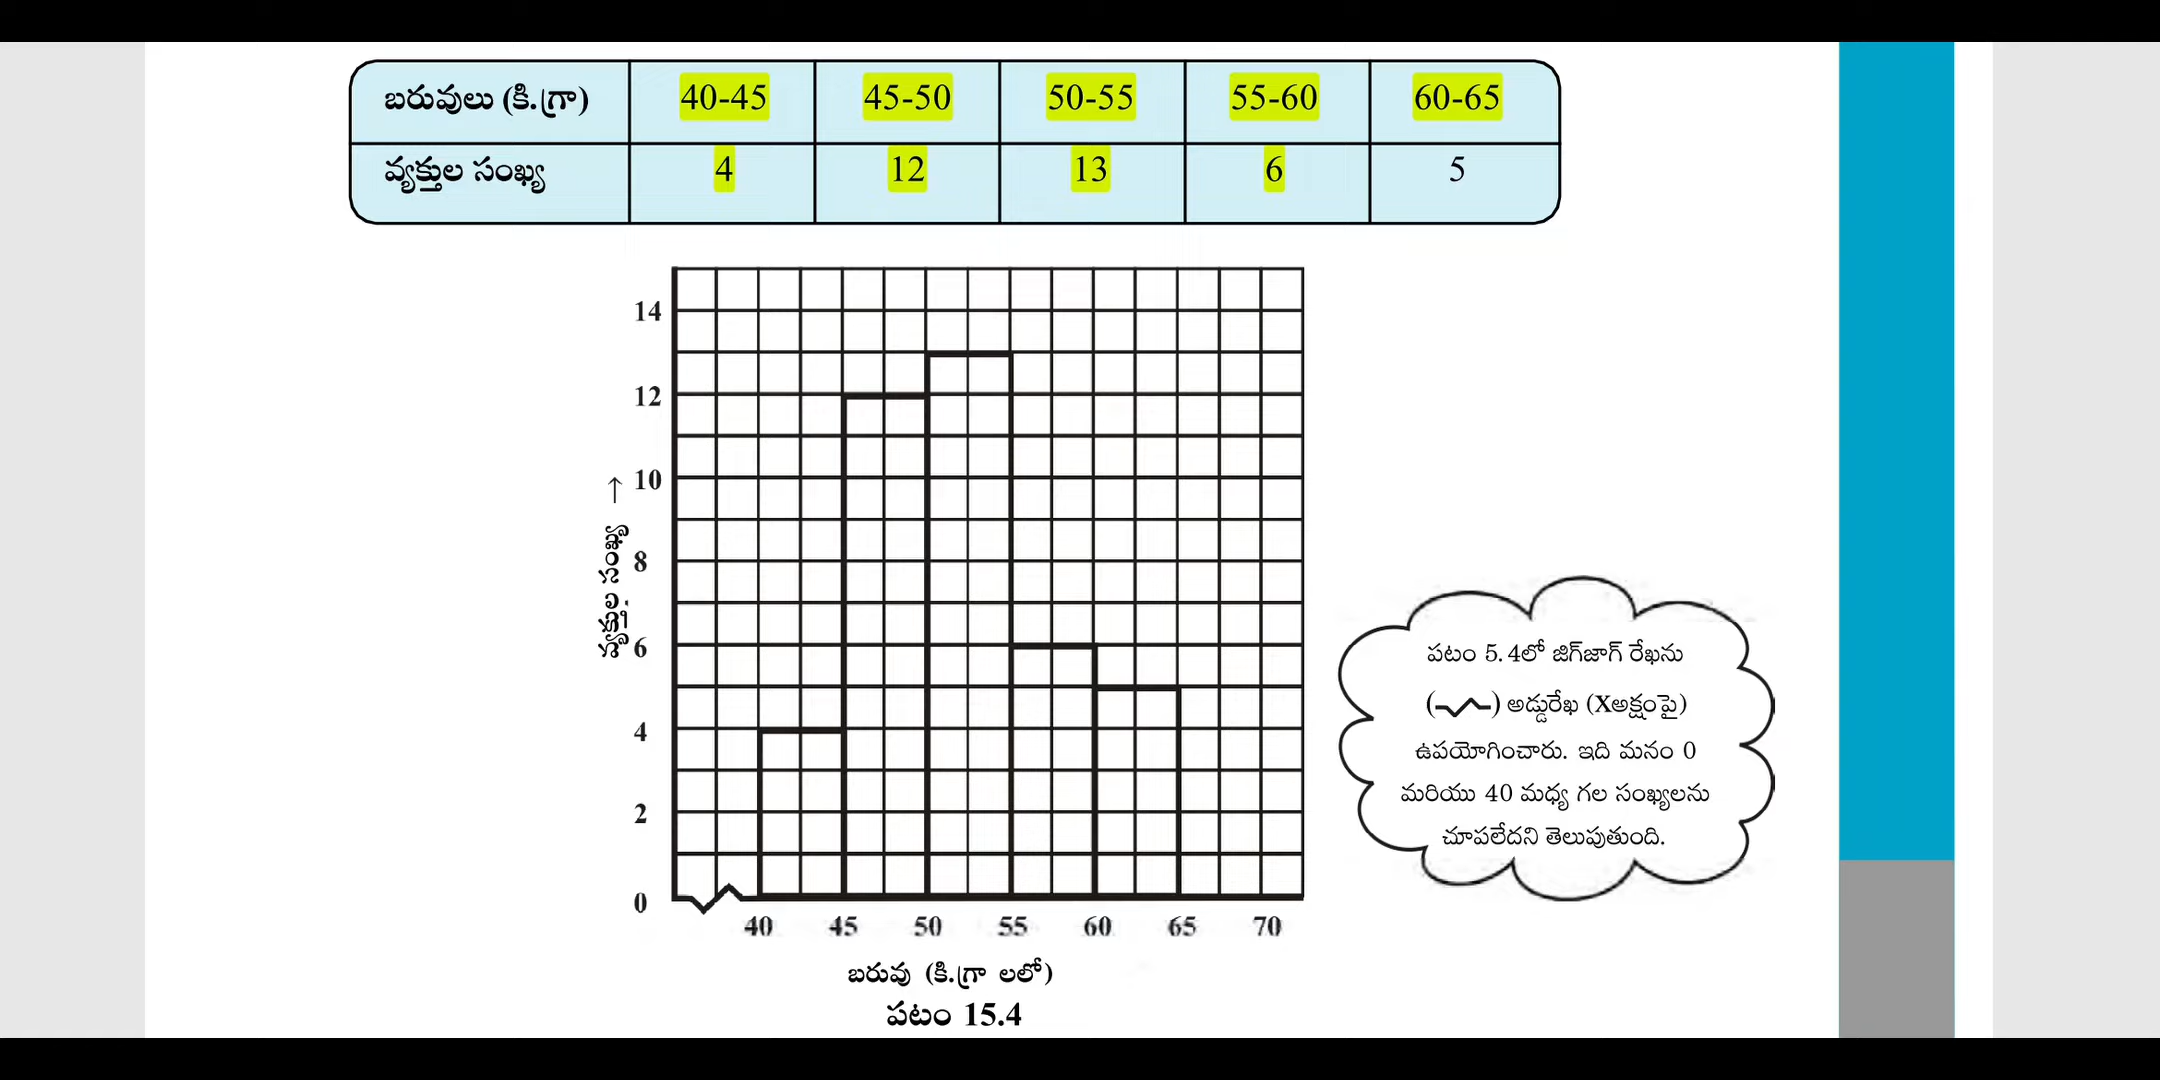 బరువులు (కి.గ్రా) 40-45 45-50 50-55 55-60 60-65
వ్యక్తుల సంఖ్య 4 12 13 6 5
14
12
10
8
6
4
2
0
వ్యక్తుల సంఖ్య →
40 45 50 55 60 65 70
బరువు (కి.గ్రా లలో)
పటం 15.4
పటం 5.4లో జిగ్‌జాగ్ రేఖను
( ) అడ్డురేఖ (Xఅక్షంపై)
ఉపయోగించారు. ఇది మనం 0
మరియు 40 మధ్య గల సంఖ్యలను
చూపలేదని తెలుపుతుంది.